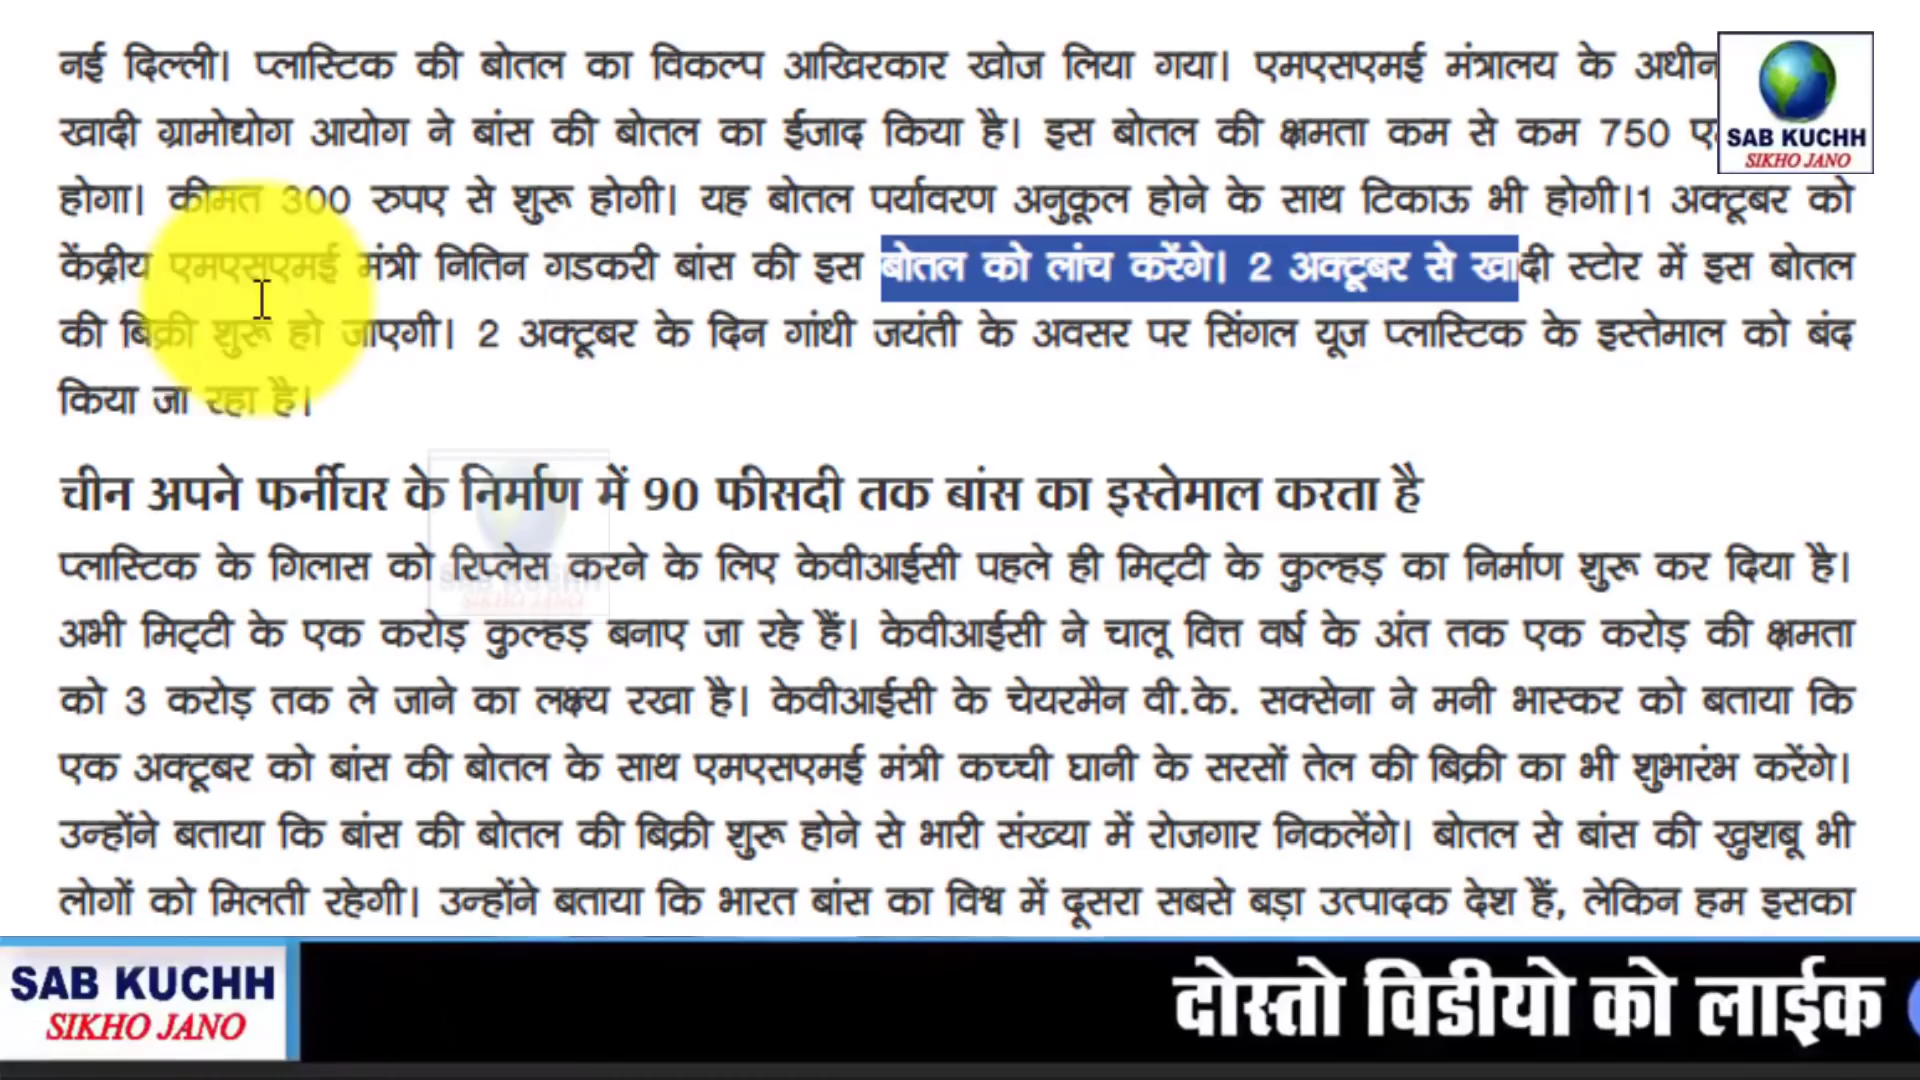 नई दिल्ली। प्लास्टिक की बोतल का विकल्प आखिरकार खोज लिया गया। एमएसएमई मंत्रालय के अधीन
खादी ग्रामोद्योग आयोग ने बांस की बोतल का ईजाद किया है। इस बोतल की क्षमता कम से कम 750
होगा। कीमत 300 रुपए से शुरू होगी। यह बोतल पर्यावरण अनुकूल होने के साथ टिकाऊ भी होगी।1 अक्टूबर को
केंद्रीय एमएसएमई मंत्री नितिन गडकरी बांस की इस बोतल को लांच करेंगे। 2 अक्टूबर से खादी स्टोर में इस बोतल
की बिक्री शुरू हो जाएगी। 2 अक्टूबर के दिन गांधी जयंती के अवसर पर सिंगल यूज प्लास्टिक के इस्तेमाल को बंद
किया जा रहा है।
चीन अपने फर्नीचर के निर्माण में 90 फीसदी तक बांस का इस्तेमाल करता है
प्लास्टिक के गिलास को रिप्लेस करने के लिए केवीआईसी पहले ही मिट्टी के कुल्हड़ का निर्माण शुरू कर दिया है।
अभी मिट्टी के एक करोड़ कुल्हड़ बनाए जा रहे हैं। केवीआईसी ने चालू वित्त वर्ष के अंत तक एक करोड़ की क्षमता
को 3 करोड़ तक ले जाने का लक्ष्य रखा है। केवीआईसी के चेयरमैन वी.के. सक्सेना ने मनी भास्कर को बताया कि
एक अक्टूबर को बांस की बोतल के साथ एमएसएमई मंत्री कच्ची घानी के सरसों तेल की बिक्री का भी शुभारंभ करेंगे।
उन्होंने बताया कि बांस की बोतल की बिक्री शुरू होने से भारी संख्या में रोजगार निकलेंगे। बोतल से बांस की खुशबू भी
लोगों को मिलती रहेगी। उन्होंने बताया कि भारत बांस का विश्व में दूसरा सबसे बड़ा उत्पादक देश हैं, लेकिन हम इसका
SAB KUCHH
SIKHO JANO
SAB KUCHH
SIKHO JANO
SAB KUCHH
SIKHO JANO
दोस्तो विडीयो को लाईक